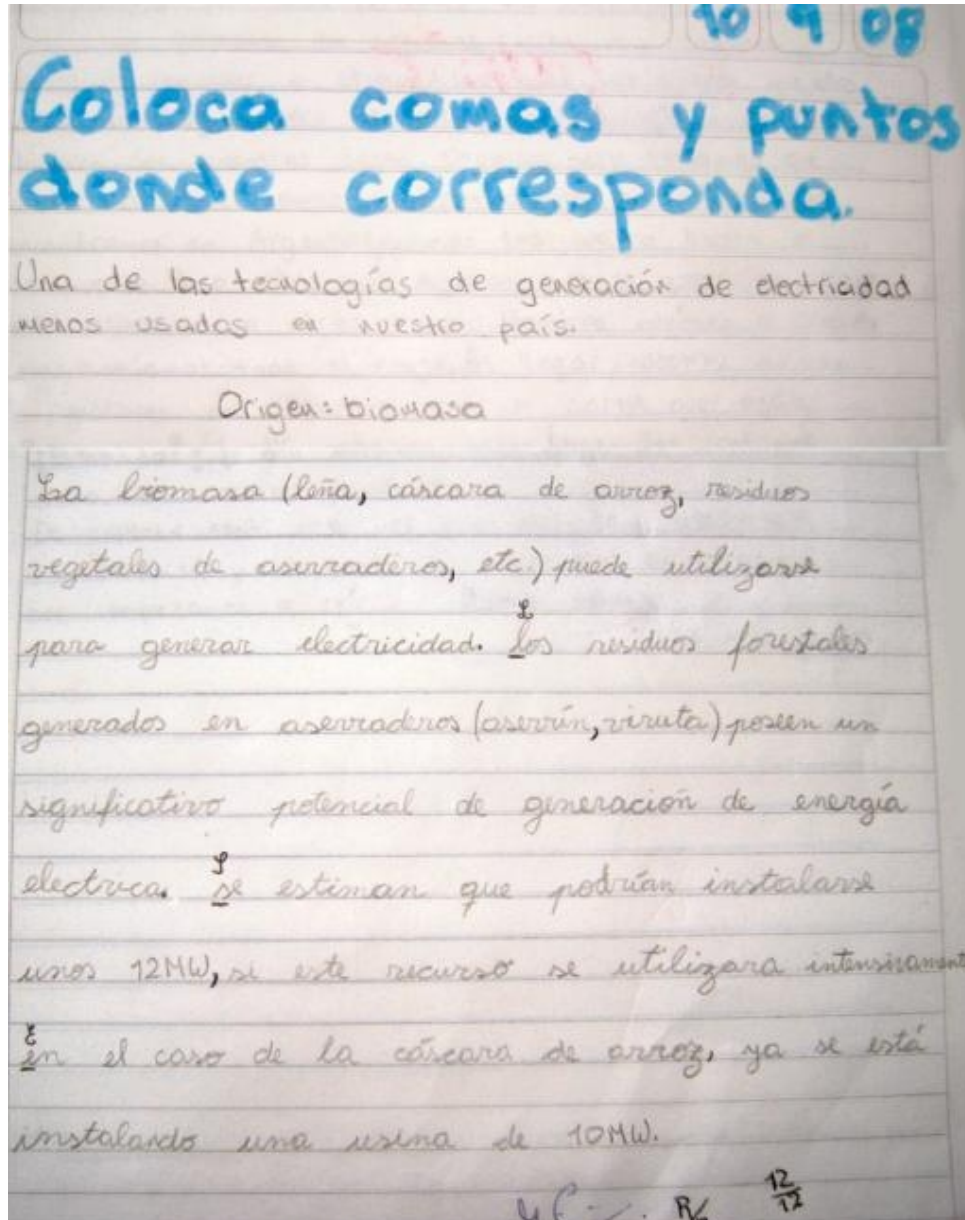 10 9 08
Coloca comas y puntos
donde corresponda.
Una de las tecnologías de generación de electricidad
menos usadas en nuestro país.
Origen: biomasa
La biomasa (leña, cáscara de arroz, residuos
vegetales de aserraderos, etc.) puede utilizarse
para generar electricidad. Los residuos forestales
generados en aserraderos (aserrín, viruta) poseen un
significativo potencial de generación de energía
electrica. Se estiman que podrían instalarse
unos 12MW, si este recurso se utilizara intensivament
En el caso de la cáscara de arroz, ya se está
instalando una usina de 10MW.
R/ 12/12